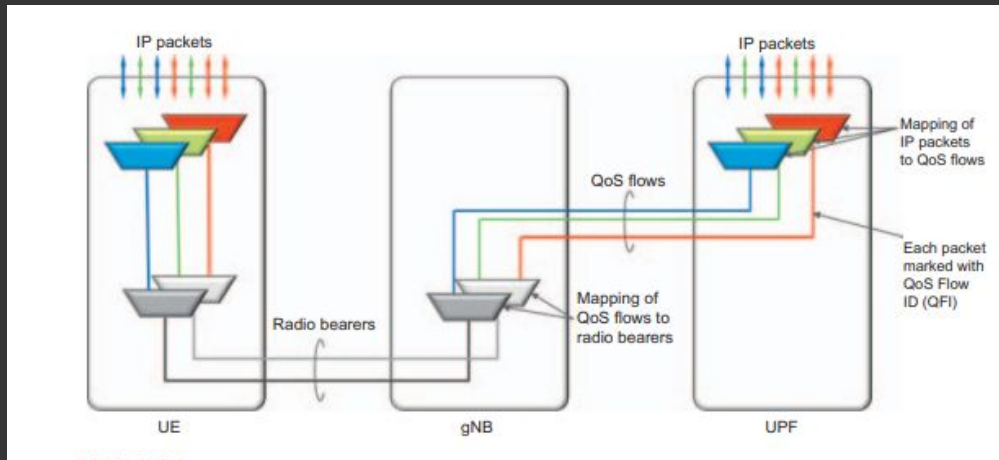 IP packets
IP packets
Mapping of
IP packets
to QoS flows
QoS flows
Each packet
marked with
QoS Flow
ID (QFI)
Mapping of
QoS flows to
radio bearers
Radio bearers
UE
gNB
UPF